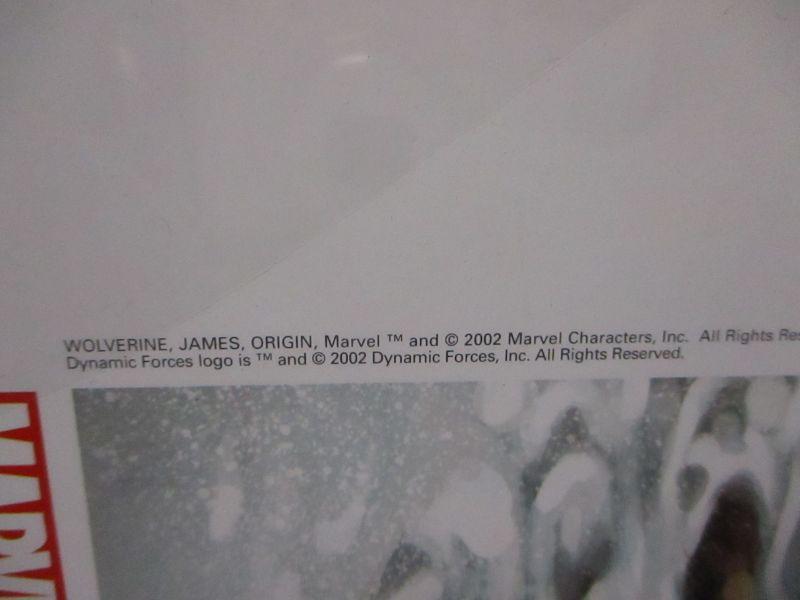 WOLVERINE, JAMES, ORIGIN, Marvel ™ and © 2002 Marvel Characters, Inc. All Rights
Dynamic Forces logo is ™ and © 2002 Dynamic Forces, Inc. All Rights Reserved.